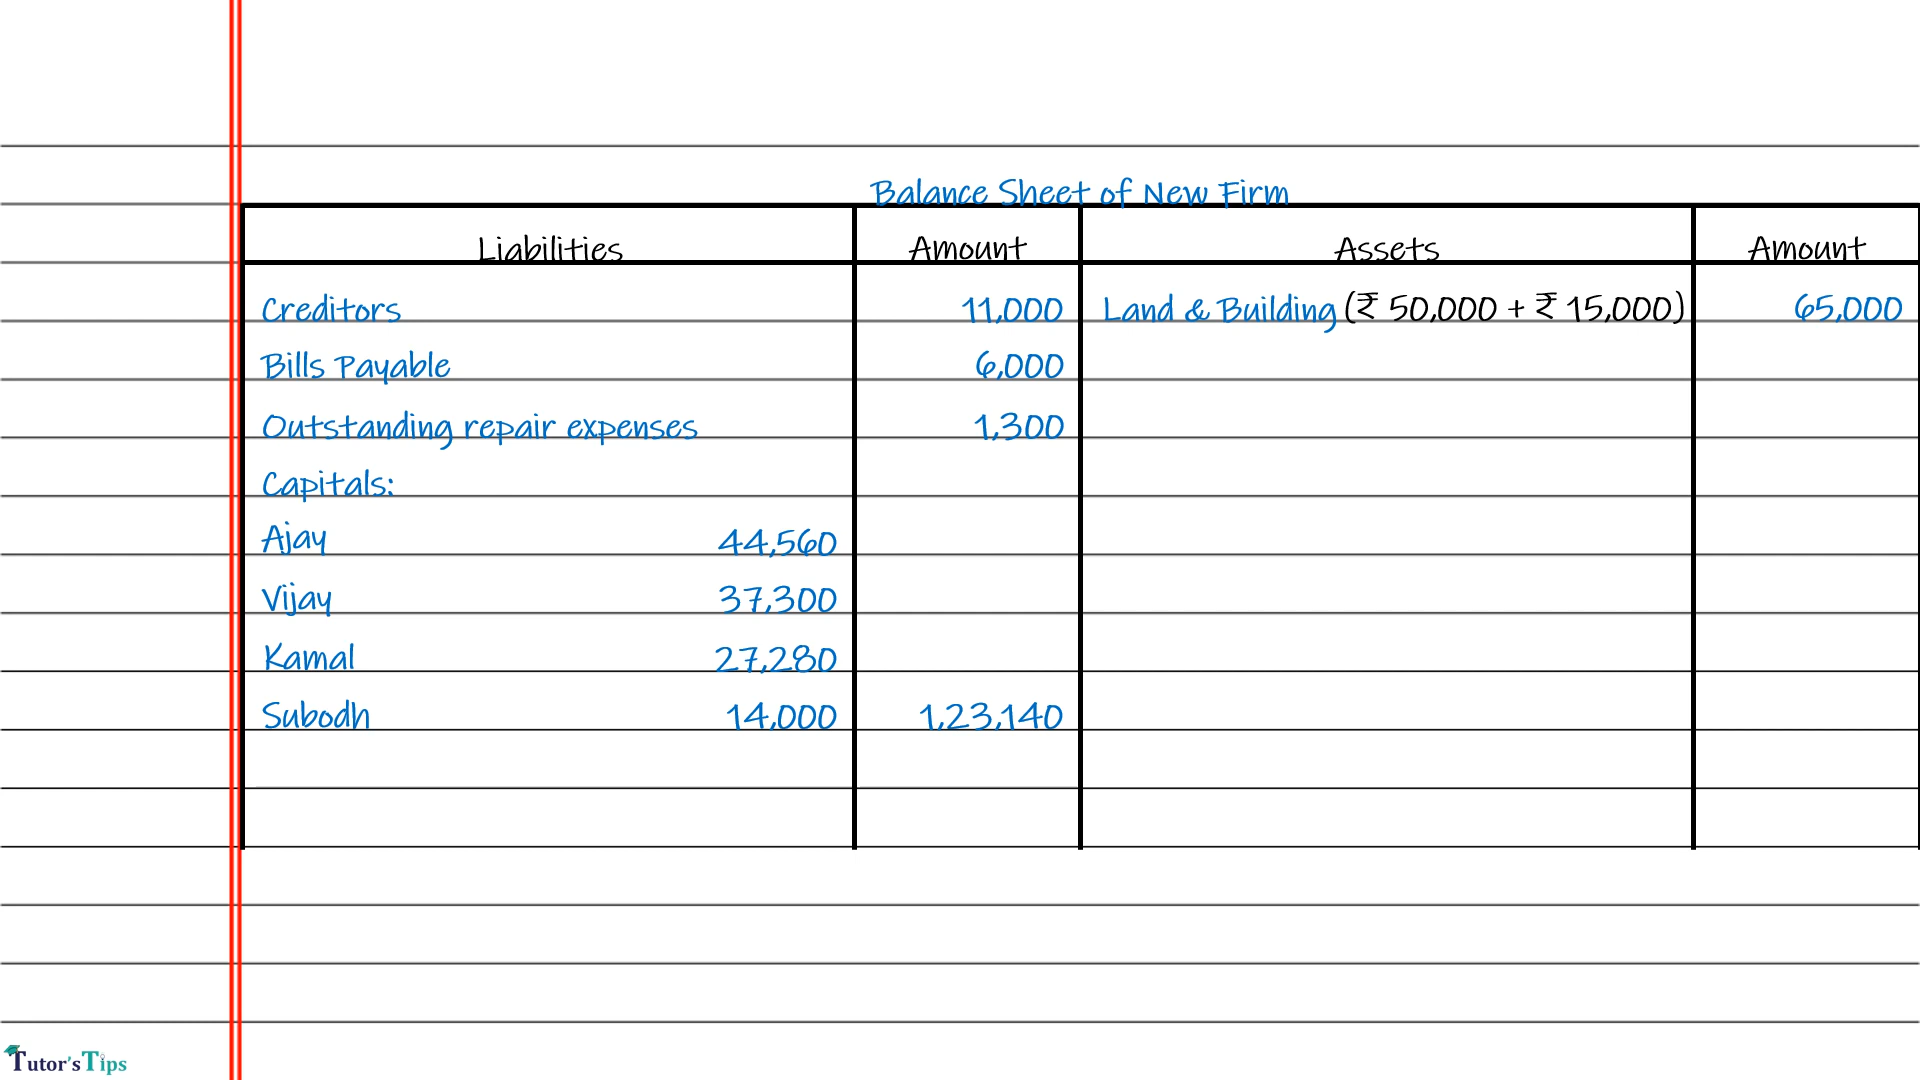 Balance Sheet of New Firm
Liabilities Amount Assets Amount
Creditors 11,000 Land & Building (₹ 50,000 + ₹ 15,000) 65,000
Bills Payable 6,000
Outstanding repair expenses 1,300
Capitals:
Ajay 44,560
Vijay 37,300
Kamal 27,280
Subodh 14,000 1,23,140
Tutor'sTips